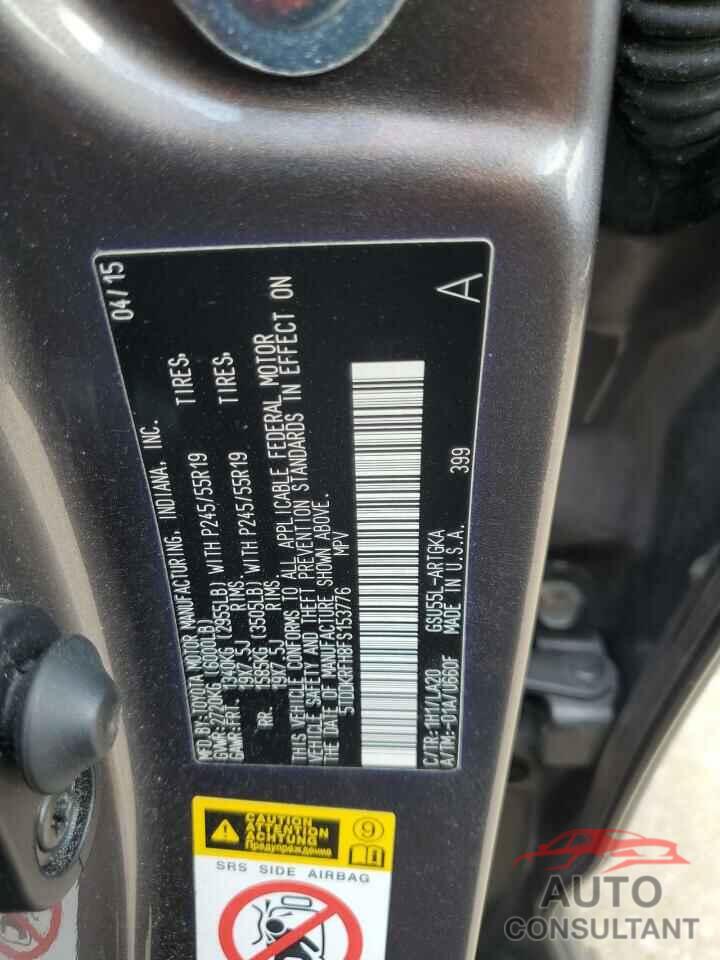 MFD. BY: TOYOTA MOTOR MANUFACTURING, INDIANA, INC. 04/15
GVWR: 2720KG (6000LB)
GAWR: FRT. 1340KG (2955LB) WITH P245/55R19 TIRES,
19X7.5J RIMS.
RR. 1585KG (3505LB) WITH P245/55R19 TIRES,
19X7.5J RIMS.
THIS VEHICLE CONFORMS TO ALL APPLICABLE FEDERAL MOTOR
VEHICLE SAFETY AND THEFT PREVENTION STANDARDS IN EFFECT ON
THE DATE OF MANUFACTURE SHOWN ABOVE.
5TDDKRFH8FS153776 MPV
C/TR:1H1/LA20 GSU55L-ARTGKA 399 A
A/TM:-01A/U660F MADE IN U.S.A.
CAUTION
ATTENTION
ACHTUNG
Предупреждение
9
SRS SIDE AIRBAG
AUTO
CONSULTANT